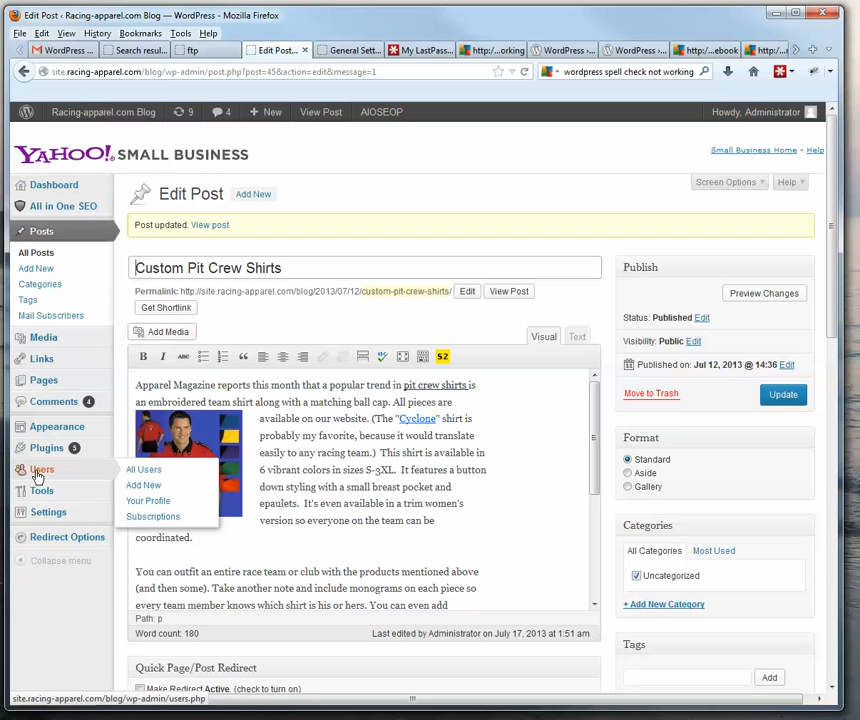 Edit Post ‹ Racing-apparel.com Blog — WordPress - Mozilla Firefox
File Edit View History Bookmarks Tools Help
WordPress ...
Search resul...
ftp
Edit Post... ×
General Sett...
My LastPass...
http:/...orking
WordPress ›...
WordPress ›...
http:/...ebook
http:/...
site.racing-apparel.com/blog/wp-admin/post.php?post=45&action=edit&message=1
wordpress spell check not working
Racing-apparel.com Blog 9 4 + New View Post AIOSEOP Howdy, Administrator
YAHOO! SMALL BUSINESS
Small Business Home - Help
Dashboard
All in One SEO
Posts
All Posts
Add New
Categories
Tags
Mail Subscribers
Media
Links
Pages
Comments 4
Appearance
Plugins 5
Users
Tools
Settings
Redirect Options
Collapse menu
All Users
Add New
Your Profile
Subscriptions
Screen Options Help
Edit Post Add New
Post updated. View post
Custom Pit Crew Shirts
Permalink: http://site.racing-apparel.com/blog/2013/07/12/custom-pit-crew-shirts/ Edit View Post
Get Shortlink
Add Media
Visual Text
B I ABC S2
Apparel Magazine reports this month that a popular trend in pit crew shirts is
an embroidered team shirt along with a matching ball cap. All pieces are
available on our website. (The "Cyclone" shirt is
probably my favorite, because it would translate
easily to any racing team.) This shirt is available in
6 vibrant colors in sizes S-3XL. It features a button
down styling with a small breast pocket and
epaulets. It's even available in a trim women's
version so everyone on the team can be
coordinated.
You can outfit an entire race team or club with the products mentioned above
(and then some). Take another note and include monograms on each piece so
every team member knows which shirt is his or hers. You can even add
Path: p
Word count: 180 Last edited by Administrator on July 17, 2013 at 1:51 am
Quick Page/Post Redirect
Make Redirect Active. (check to turn on)
Publish
Preview Changes
Status: Published Edit
Visibility: Public Edit
Published on: Jul 12, 2013 @ 14:36 Edit
Move to Trash Update
Format
Standard
Aside
Gallery
Categories
All Categories Most Used
Uncategorized
+ Add New Category
Tags
Add
site.racing-apparel.com/blog/wp-admin/users.php